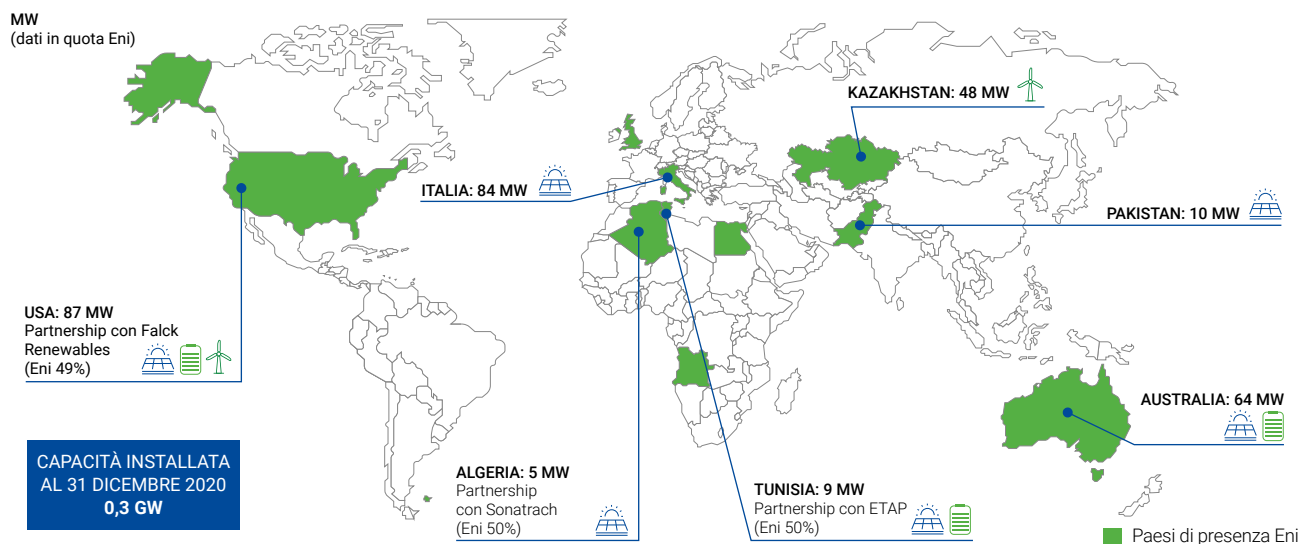 MW
(dati in quota Eni)
KAZAKHSTAN: 48 MW
ITALIA: 84 MW
PAKISTAN: 10 MW
USA: 87 MW
Partnership con Falck
Renewables
(Eni 49%)
AUSTRALIA: 64 MW
CAPACITÀ INSTALLATA
AL 31 DICEMBRE 2020
0,3 GW
ALGERIA: 5 MW
Partnership
con Sonatrach
(Eni 50%)
TUNISIA: 9 MW
Partnership con ETAP
(Eni 50%)
Paesi di presenza Eni